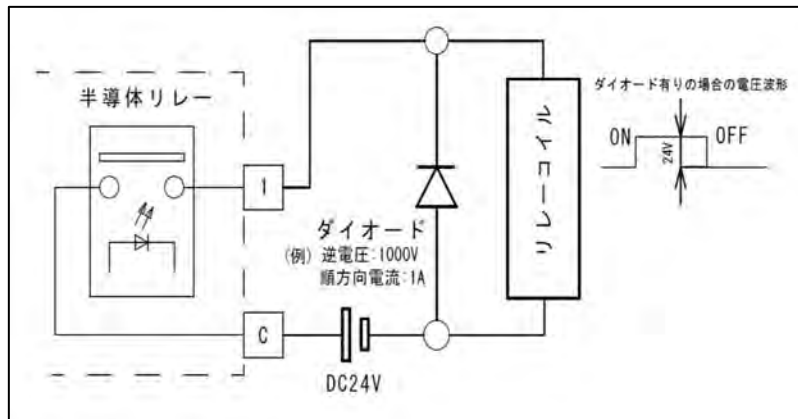 半導体リレー
1
C
ダイオード
(例) 逆電圧:1000V
順方向電流:1A
DC24V
リレーコイル
ダイオード有りの場合の電圧波形
ON
24V
OFF